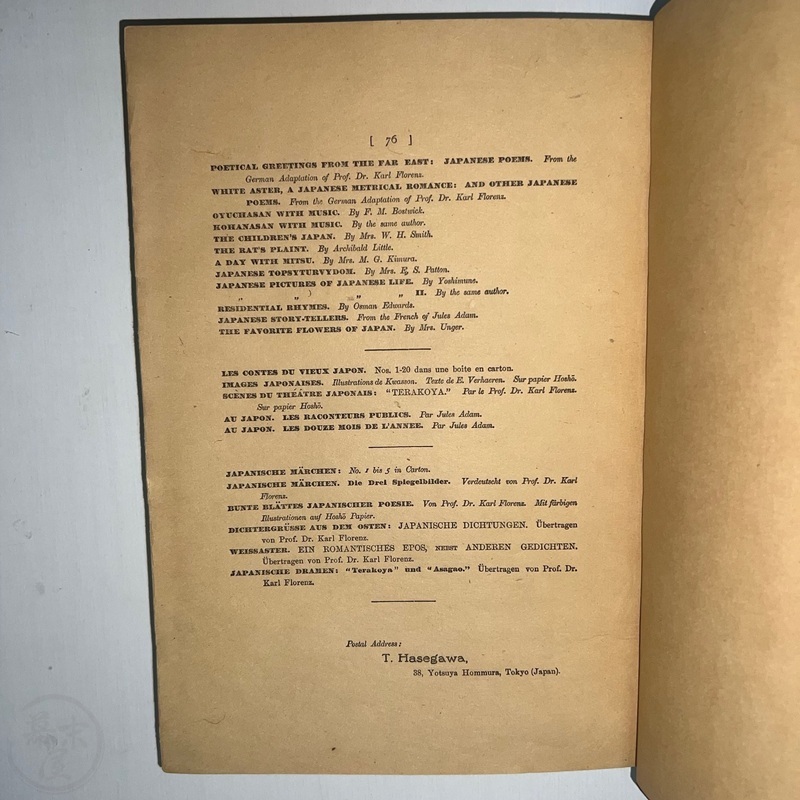 [ 76 ]
POETICAL GREETINGS FROM THE FAR EAST: JAPANESE POEMS. From the
German Adaptation of Prof. Dr. Karl Florens.
WHITE ASTER, A JAPANESE METRICAL ROMANCE: AND OTHER JAPANESE
POEMS. From the German Adaptation of Prof. Dr. Karl Florens.
OYUCHASAN WITH MUSIC. By F. M. Bostwick.
KOHANASAN WITH MUSIC. By the same author.
THE CHILDREN'S JAPAN. By Mrs. W. H. Smith.
THE RAT'S PLAINT. By Archibald Little.
A DAY WITH MITSU. By Mrs. M. G. Kimura.
JAPANESE TOPSYTURVYDOM. By Mrs. E. S. Patton.
JAPANESE PICTURES OF JAPANESE LIFE. By Yoshimune.
„ „ „ „ II. By the same author.
RESIDENTIAL RHYMES. By Osman Edwards.
JAPANESE STORY-TELLERS. From the French of Jules Adam.
THE FAVORITE FLOWERS OF JAPAN. By Mrs. Unger.
LES CONTES DU VIEUX JAPON. Nos. 1-20 dans une boîte en carton.
IMAGES JAPONAISES. Illustrations de Kwasson. Texte de E. Verhaeren. Sur papier Hoshō.
SCÈNES DU THÉÂTRE JAPONAIS: "TERAKOYA." Par le Prof. Dr. Karl Florens.
Sur papier Hoshō.
AU JAPON. LES RACONTEURS PUBLICS. Par Jules Adam.
AU JAPON. LES DOUZE MOIS DE L'ANNEE. Par Jules Adam.
JAPANISCHE MÄRCHEN: No. 1 bis 5 in Carton.
JAPANISCHE MÄRCHEN. Die Drei Spiegelbilder. Verdeutscht von Prof. Dr. Karl
Florenz.
BUNTE BLÄTTES JAPANISCHER POESIE. Von Prof. Dr. Karl Florenz. Mit fürbigen
Illustrationen auf Hoshō Papier.
DICHTERGRÜSSE AUS DEM OSTEN: JAPANISCHE DICHTUNGEN. Übertragen
von Prof. Dr. Karl Florenz.
WEISSASTER. EIN ROMANTISCHES EPOS, NEBST ANDEREN GEDICHTEN.
Übertragen von Prof. Dr. Karl Florenz.
JAPANISCHE DRAMEN: "Terakoya" und "Asagao." Übertragen von Prof. Dr.
Karl Florenz.
Postal Address:
T. Hasegawa,
38, Yotsuya Hommura, Tokyo (Japan).